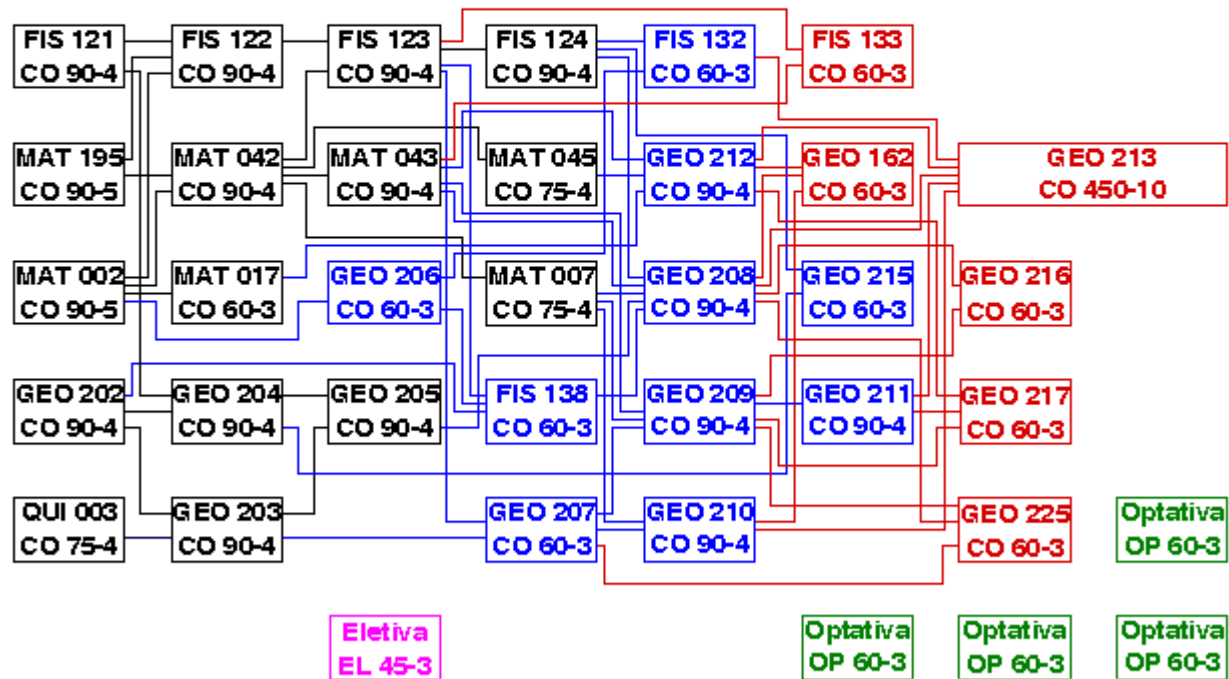 FIS 121
CO 90-4
FIS 122
CO 90-4
FIS 123
CO 90-4
FIS 124
CO 90-4
FIS 132
CO 60-3
FIS 133
CO 60-3
MAT 195
CO 90-5
MAT 042
CO 90-4
MAT 043
CO 90-4
MAT 045
CO 75-4
GEO 212
CO 90-4
GEO 162
CO 60-3
GEO 213
CO 450-10
MAT 002
CO 90-5
MAT 017
CO 60-3
GEO 206
CO 60-3
MAT 007
CO 75-4
GEO 208
CO 90-4
GEO 215
CO 60-3
GEO 216
CO 60-3
GEO 202
CO 90-4
GEO 204
CO 90-4
GEO 205
CO 90-4
FIS 138
CO 60-3
GEO 209
CO 90-4
GEO 211
CO 90-4
GEO 217
CO 60-3
QUI 003
CO 75-4
GEO 203
CO 90-4
GEO 207
CO 60-3
GEO 210
CO 90-4
GEO 225
CO 60-3
Optativa
OP 60-3
Eletiva
EL 45-3
Optativa
OP 60-3
Optativa
OP 60-3
Optativa
OP 60-3